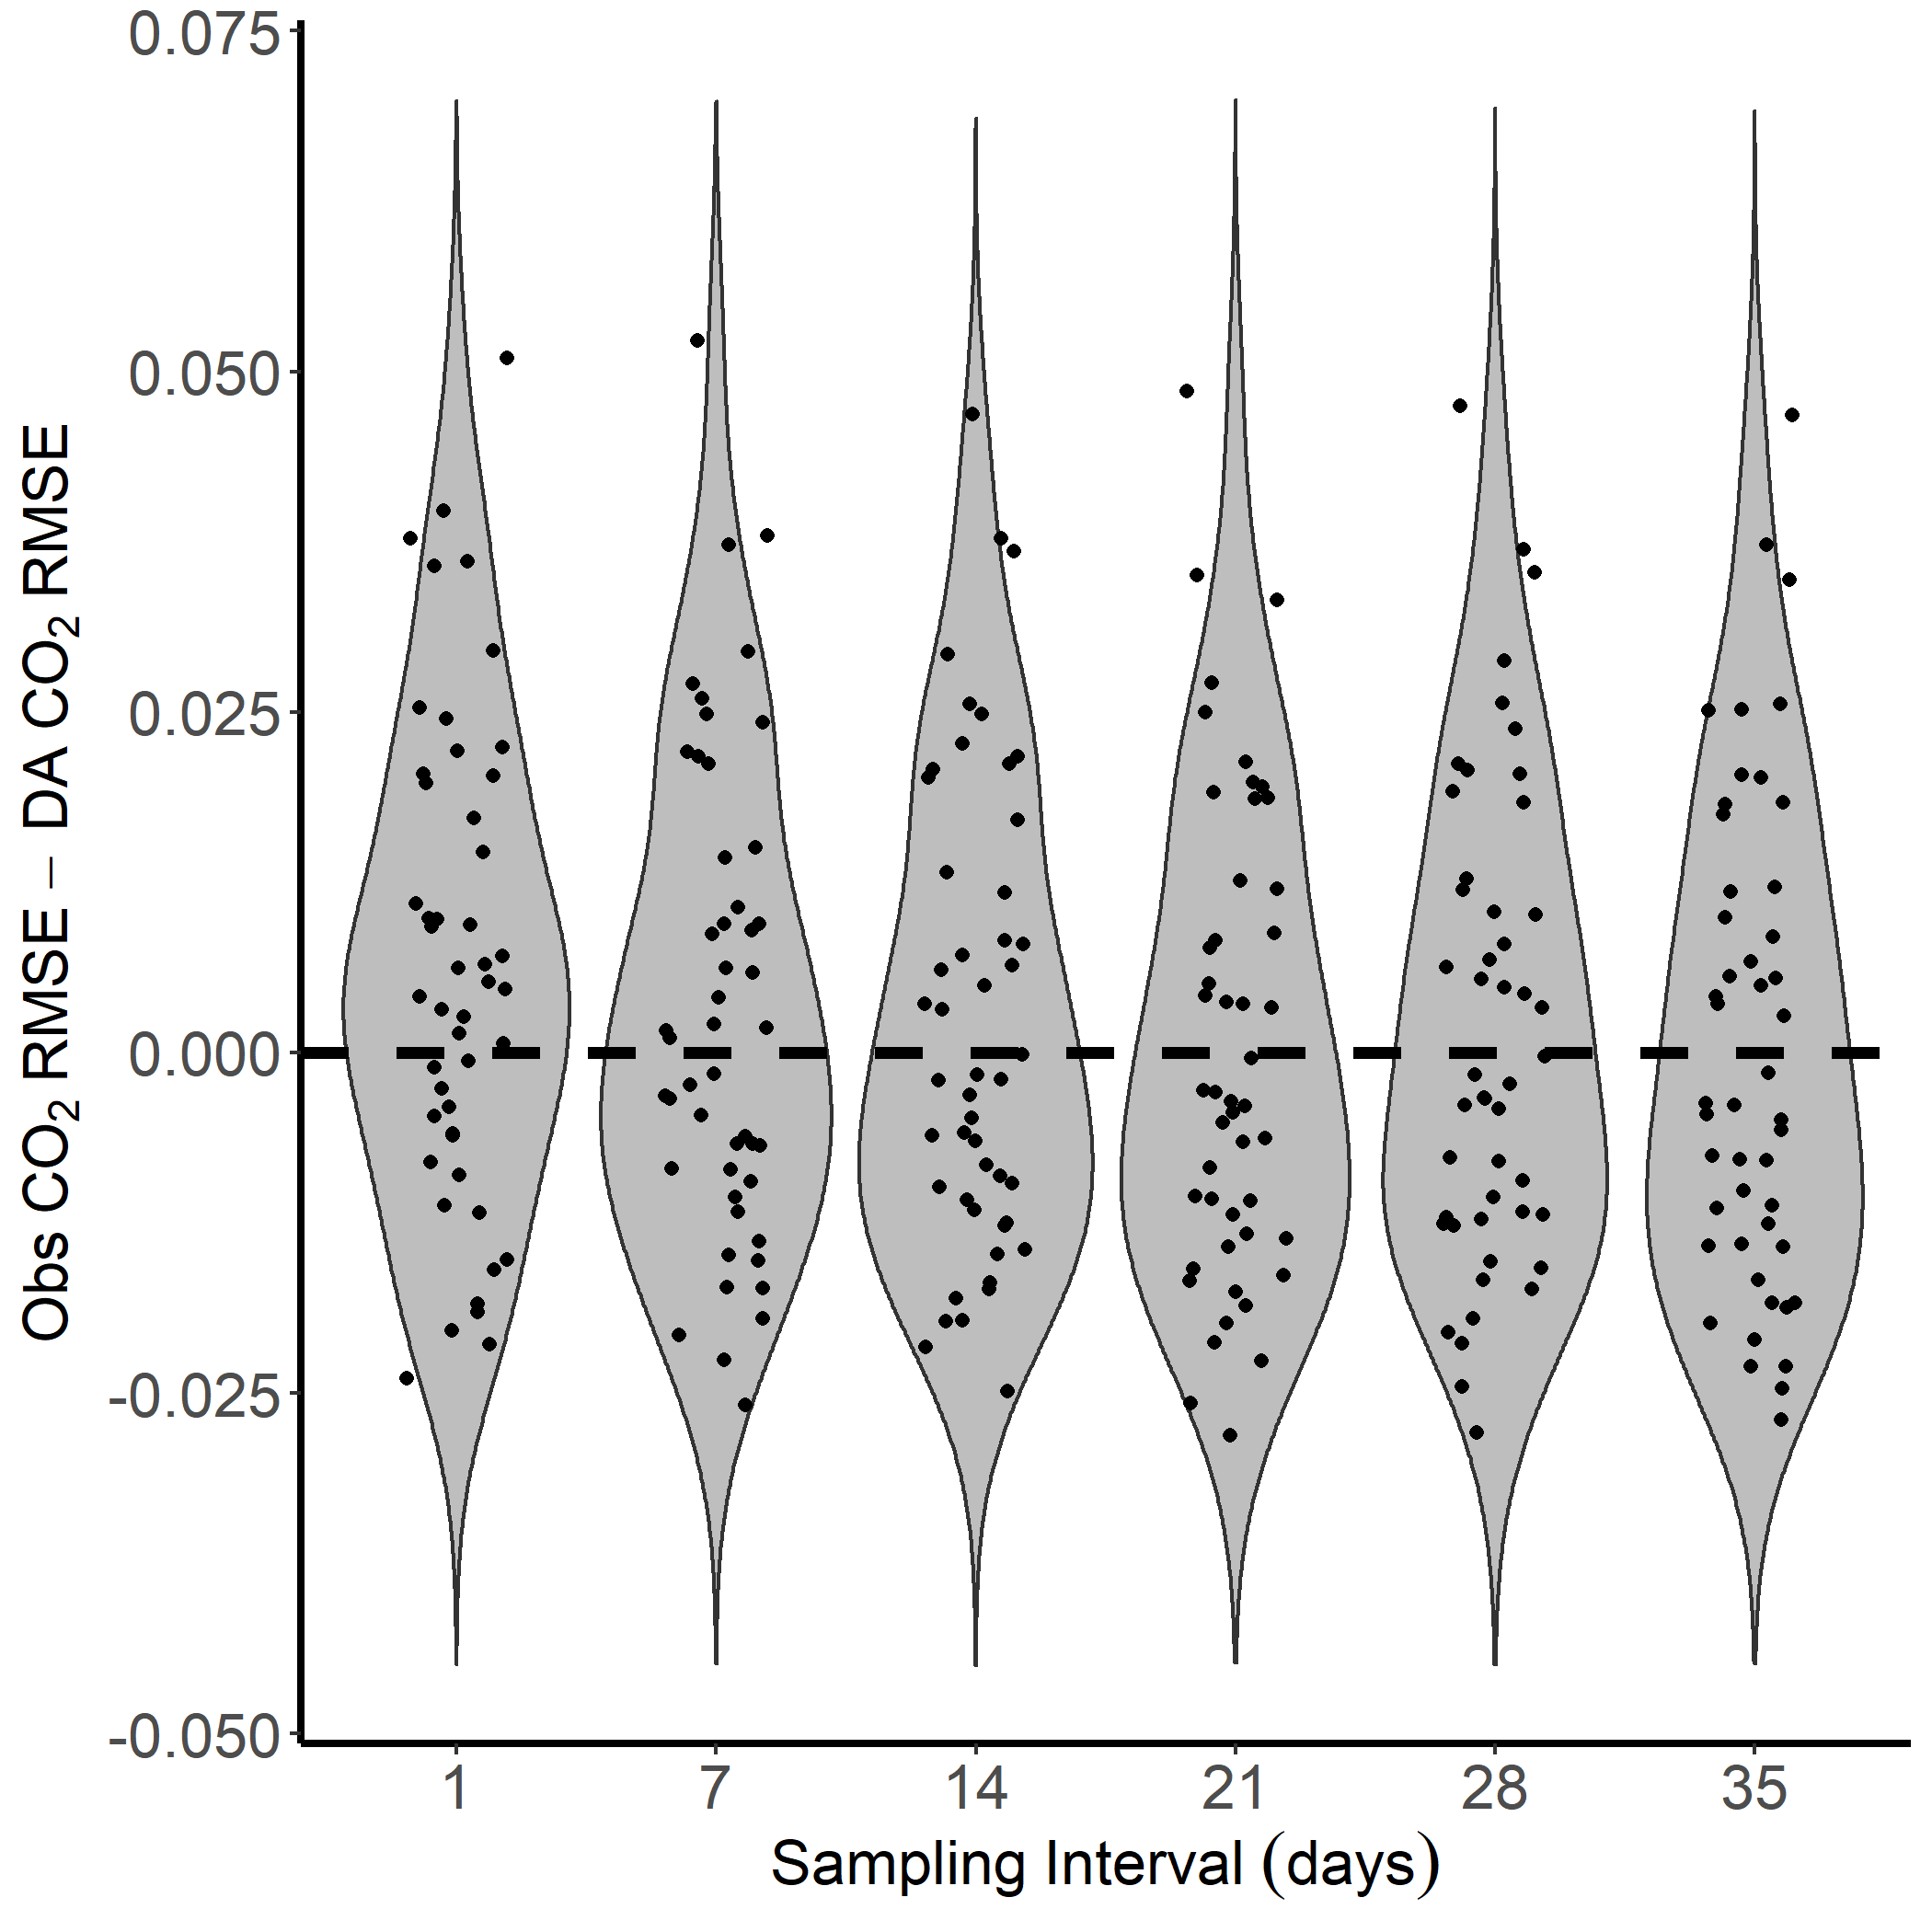 0.075
0.050
0.025
0.000
-0.025
-0.050
Obs CO₂ RMSE − DA CO₂ RMSE
1 7 14 21 28 35
Sampling Interval (days)